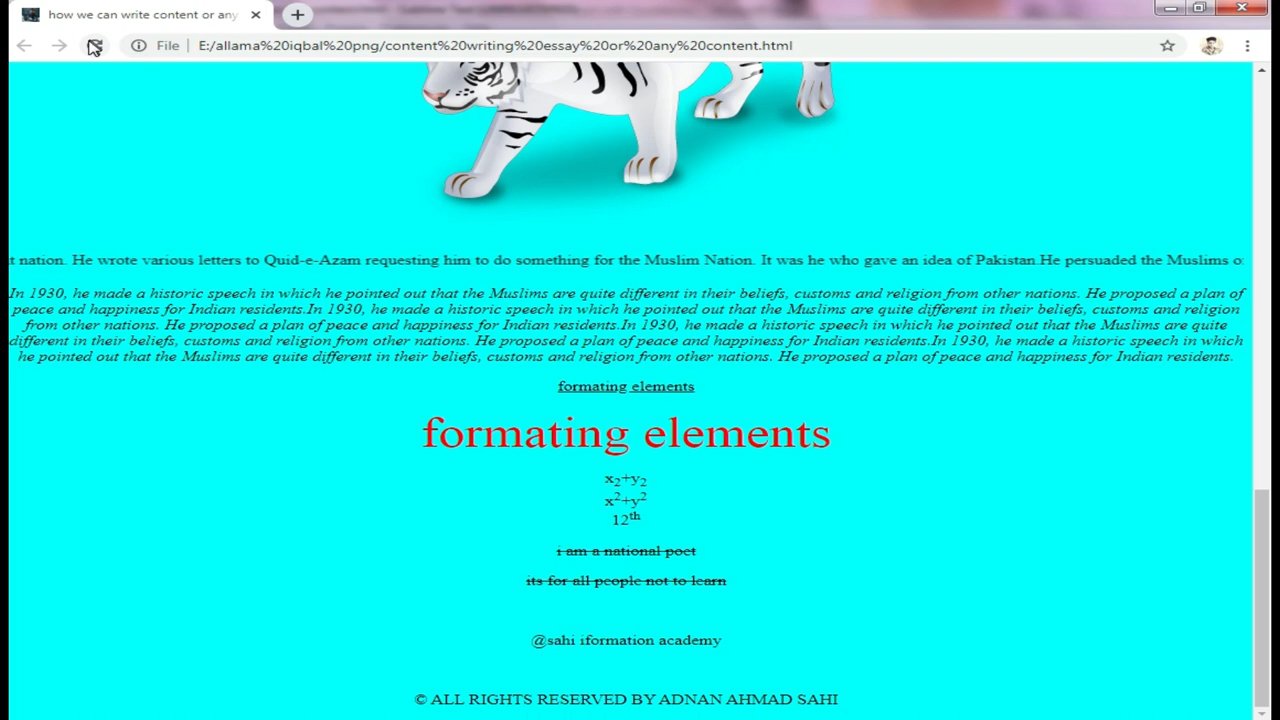 how we can write content or any
File
E:/allama%20iqbal%20png/content%20writing%20essay%20or%20any%20content.html
it nation. He wrote various letters to Quid-e-Azam requesting him to do something for the Muslim Nation. It was he who gave an idea of Pakistan.He persuaded the Muslims o
In 1930, he made a historic speech in which he pointed out that the Muslims are quite different in their beliefs, customs and religion from other nations. He proposed a plan of
peace and happiness for Indian residents.In 1930, he made a historic speech in which he pointed out that the Muslims are quite different in their beliefs, customs and religion
from other nations. He proposed a plan of peace and happiness for Indian residents.In 1930, he made a historic speech in which he pointed out that the Muslims are quite
different in their beliefs, customs and religion from other nations. He proposed a plan of peace and happiness for Indian residents.In 1930, he made a historic speech in which
he pointed out that the Muslims are quite different in their beliefs, customs and religion from other nations. He proposed a plan of peace and happiness for Indian residents.
formating elements
formating elements
x₂+y₂
x²+y²
12ᵗʰ
i am a national poet
its for all people not to learn
@sahi iformation academy
© ALL RIGHTS RESERVED BY ADNAN AHMAD SAHI